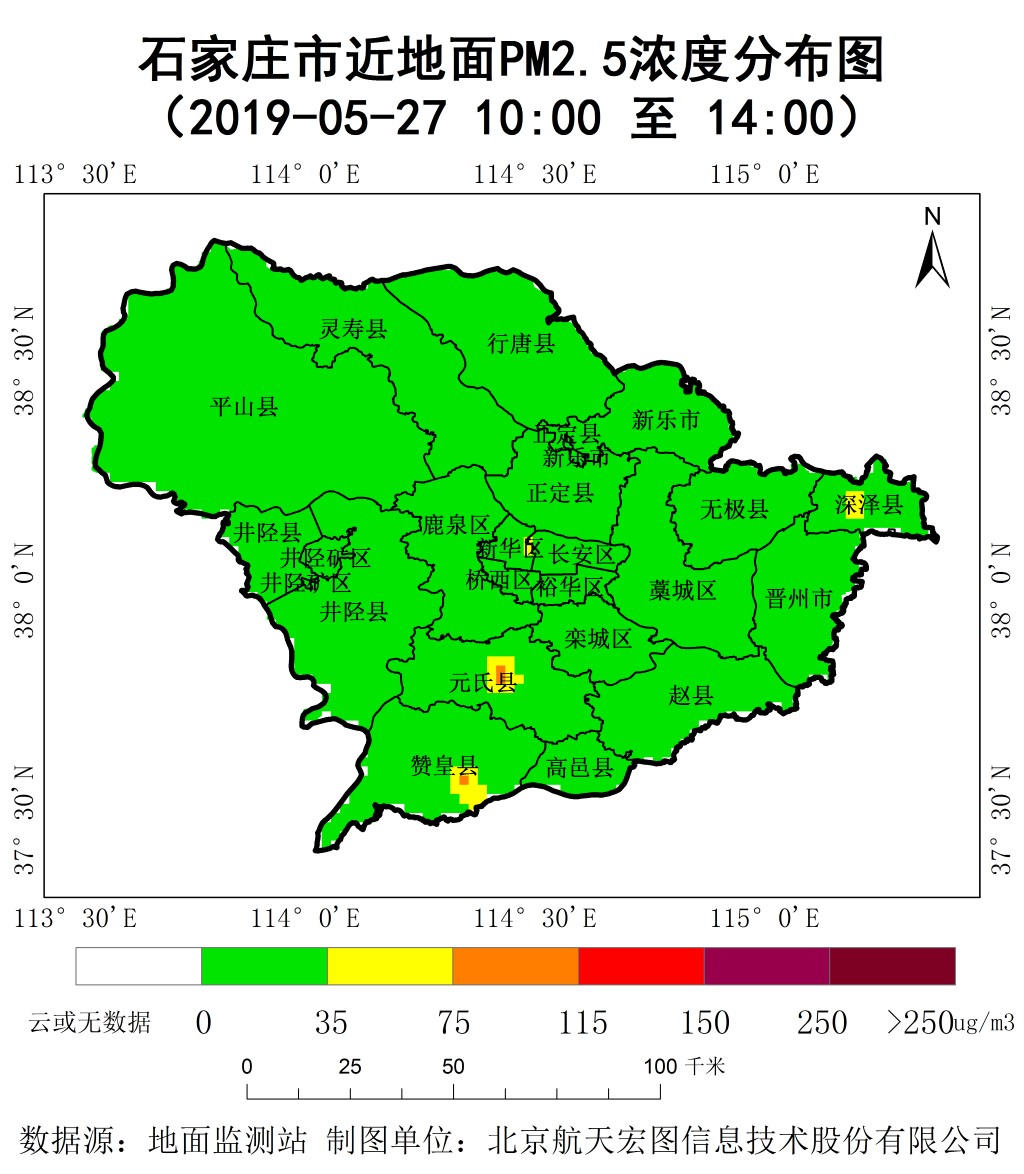 石家庄市近地面PM2.5浓度分布图
（2019-05-27 10:00 至 14:00）
113° 30'E 114° 0'E 114° 30'E 115° 0'E
N
38° 30'N
38° 30'N
灵寿县
行唐县
平山县
新乐市
正定县
新乐市
正定县
无极县
深泽县
鹿泉区
井陉县
新华区
长安区
井陉矿区
38° 0'N
38° 0'N
桥西区
裕华区
井陉矿区
藁城区
晋州市
井陉县
栾城区
元氏县
赵县
赞皇县
高邑县
37° 30'N
37° 30'N
113° 30'E 114° 0'E 114° 30'E 115° 0'E
云或无数据 0 35 75 115 150 250 >250ug/m3
0 25 50 100 千米
数据源：地面监测站 制图单位：北京航天宏图信息技术股份有限公司